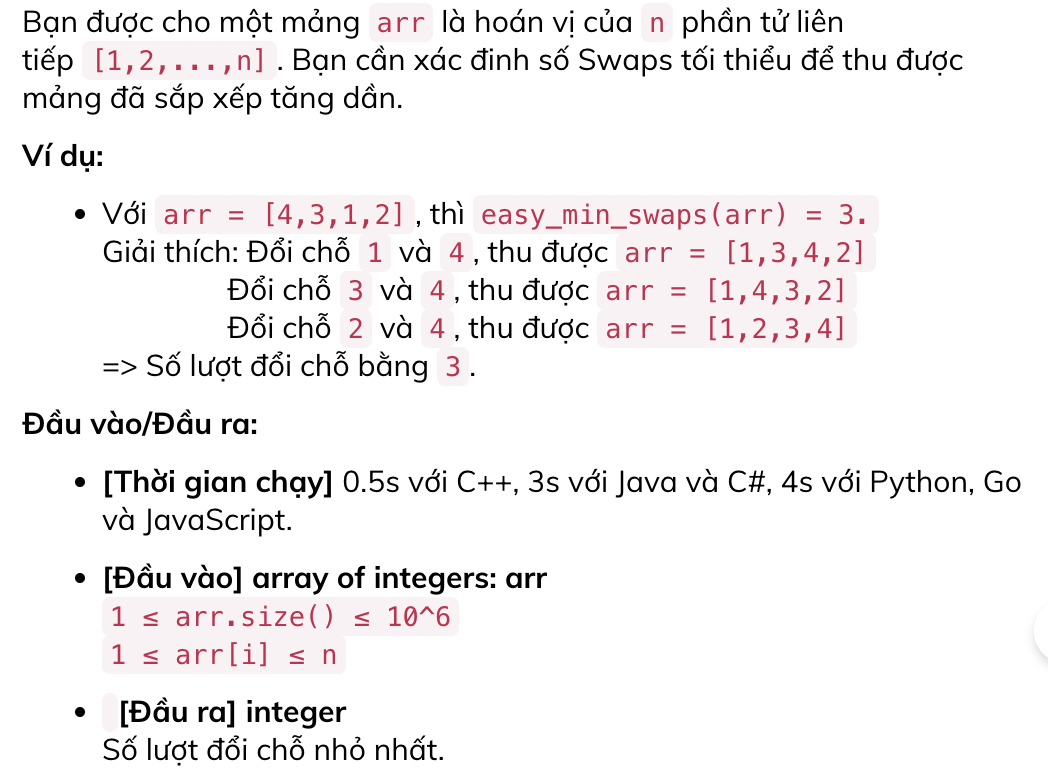 Bạn được cho một mảng arr là hoán vị của n phần tử liên
tiếp [1,2,...,n]. Bạn cần xác đinh số Swaps tối thiểu để thu được
mảng đã sắp xếp tăng dần.
Ví dụ:
• Với arr = [4,3,1,2], thì easy_min_swaps(arr) = 3.
Giải thích: Đổi chỗ 1 và 4, thu được arr = [1,3,4,2]
Đổi chỗ 3 và 4, thu được arr = [1,4,3,2]
Đổi chỗ 2 và 4, thu được arr = [1,2,3,4]
=> Số lượt đổi chỗ bằng 3.
Đầu vào/Đầu ra:
• [Thời gian chạy] 0.5s với C++, 3s với Java và C#, 4s với Python, Go
và JavaScript.
• [Đầu vào] array of integers: arr
1 ≤ arr.size() ≤ 10^6
1 ≤ arr[i] ≤ n
• [Đầu ra] integer
Số lượt đổi chỗ nhỏ nhất.